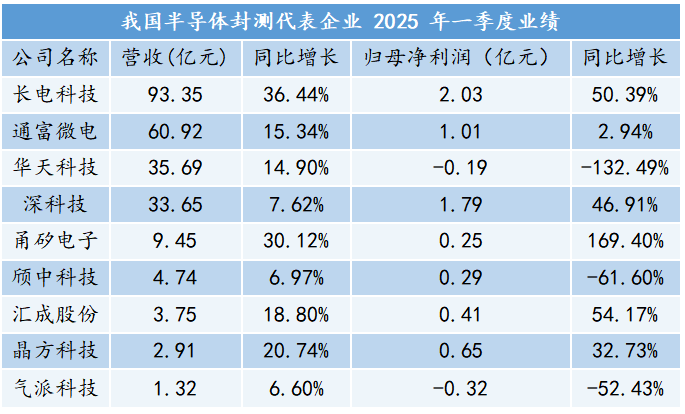 我国半导体封测代表企业 2025 年一季度业绩
公司名称 营收(亿元) 同比增长 归母净利润（亿元） 同比增长
长电科技 93.35 36.44% 2.03 50.39%
通富微电 60.92 15.34% 1.01 2.94%
华天科技 35.69 14.90% -0.19 -132.49%
深科技 33.65 7.62% 1.79 46.91%
甬矽电子 9.45 30.12% 0.25 169.40%
颀中科技 4.74 6.97% 0.29 -61.60%
汇成股份 3.75 18.80% 0.41 54.17%
晶方科技 2.91 20.74% 0.65 32.73%
气派科技 1.32 6.60% -0.32 -52.43%